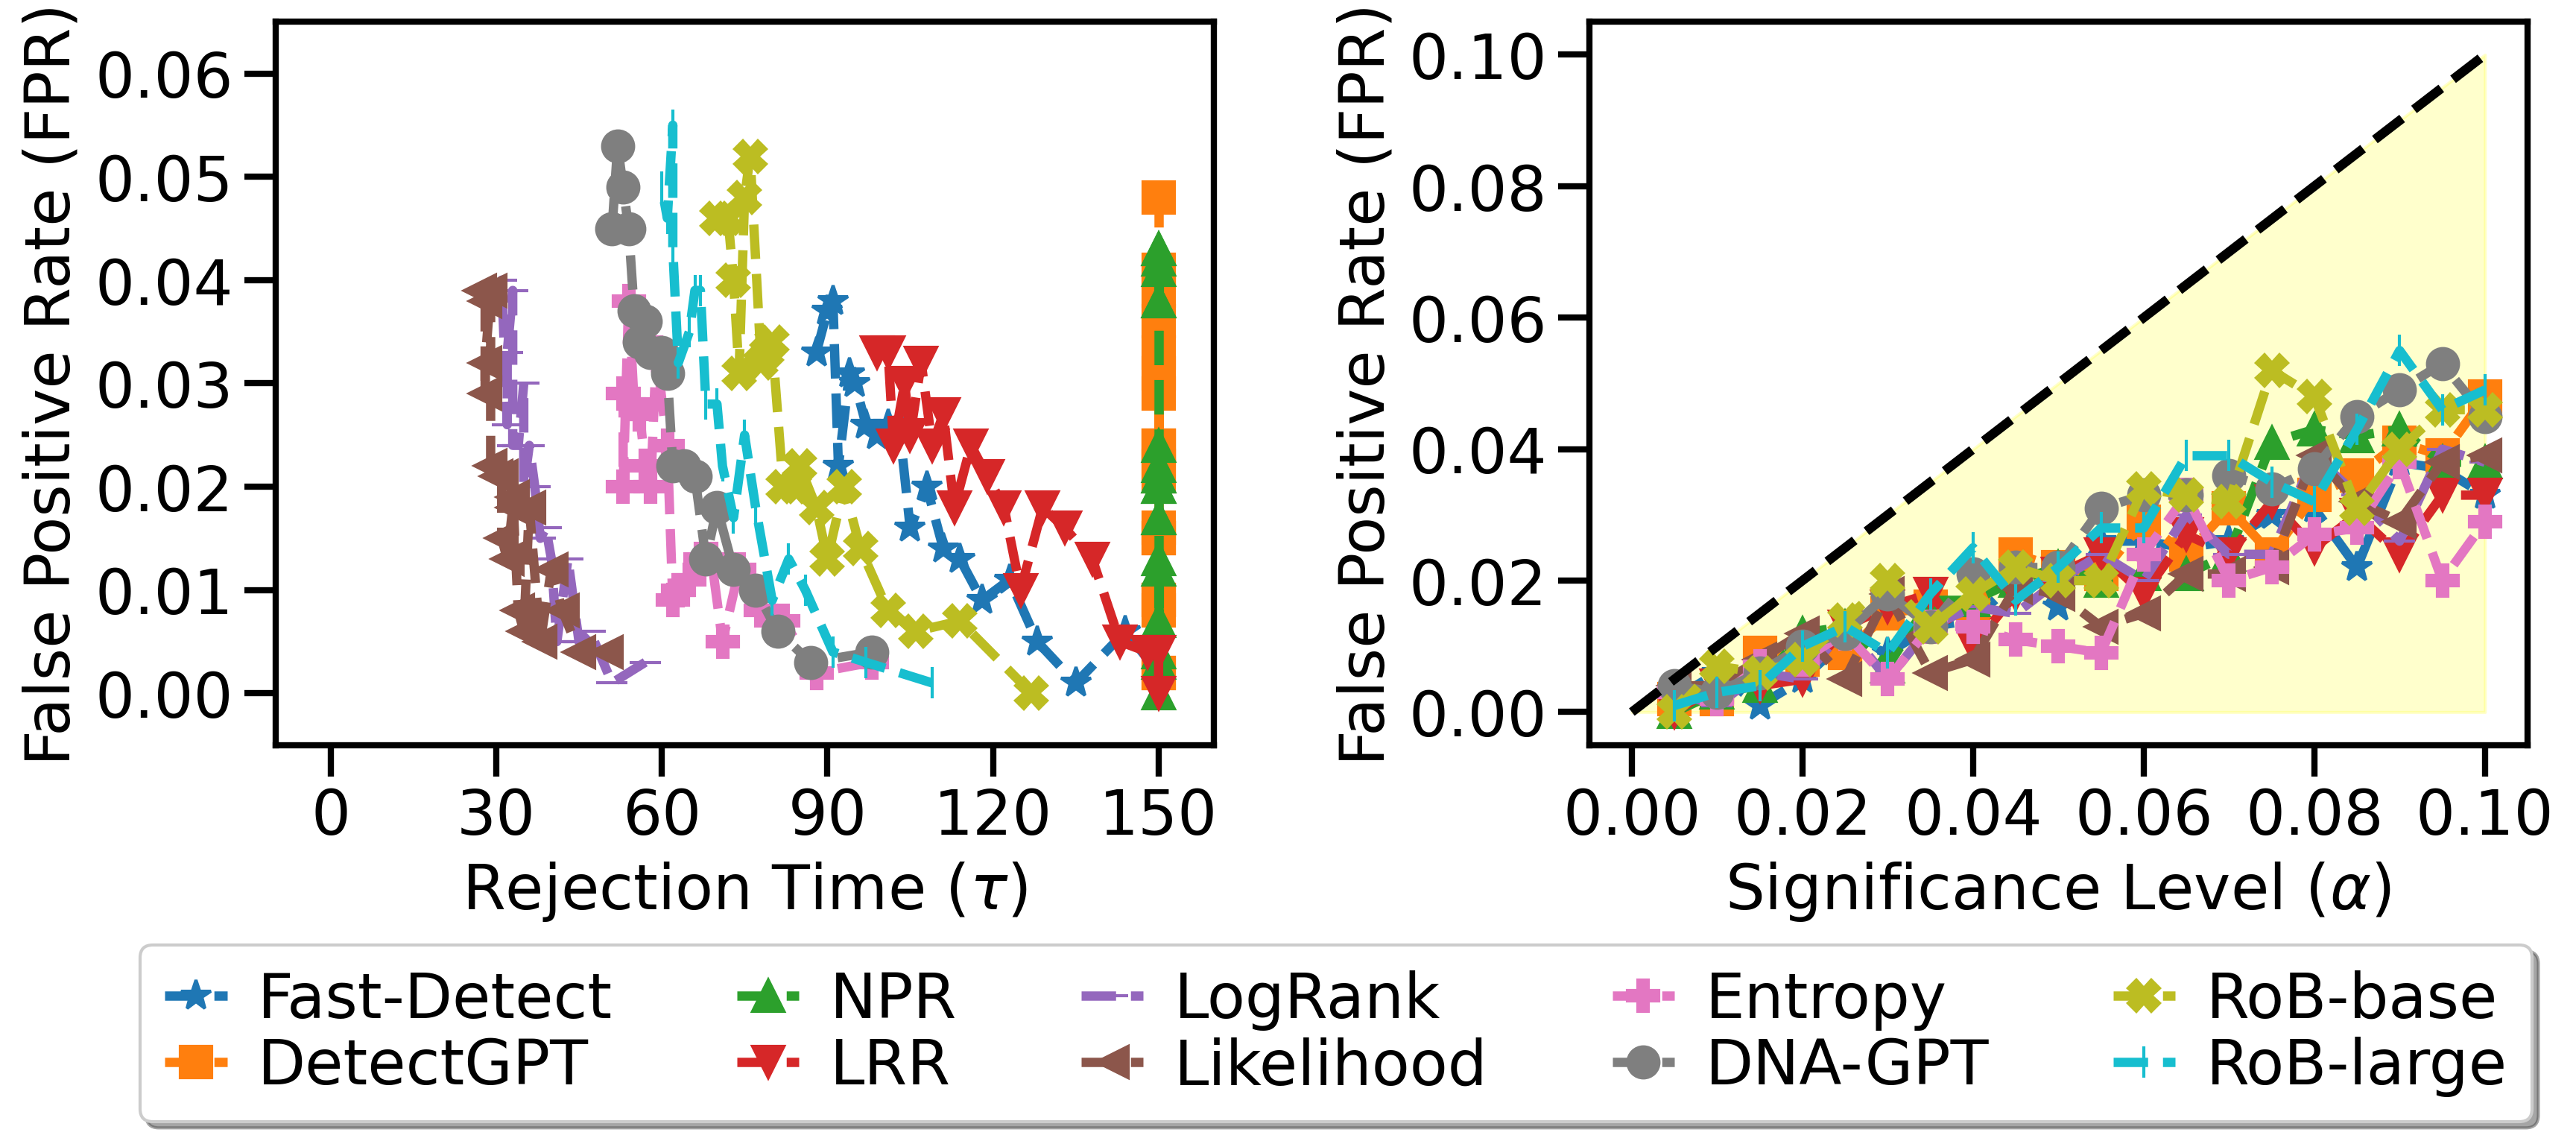 False Positive Rate (FPR)
0.06
0.05
0.04
0.03
0.02
0.01
0.00
0 30 60 90 120 150
Rejection Time (τ)
False Positive Rate (FPR)
0.10
0.08
0.06
0.04
0.02
0.00
0.00 0.02 0.04 0.06 0.08 0.10
Significance Level (α)
Fast-Detect NPR LogRank Entropy RoB-base
DetectGPT LRR Likelihood DNA-GPT RoB-large